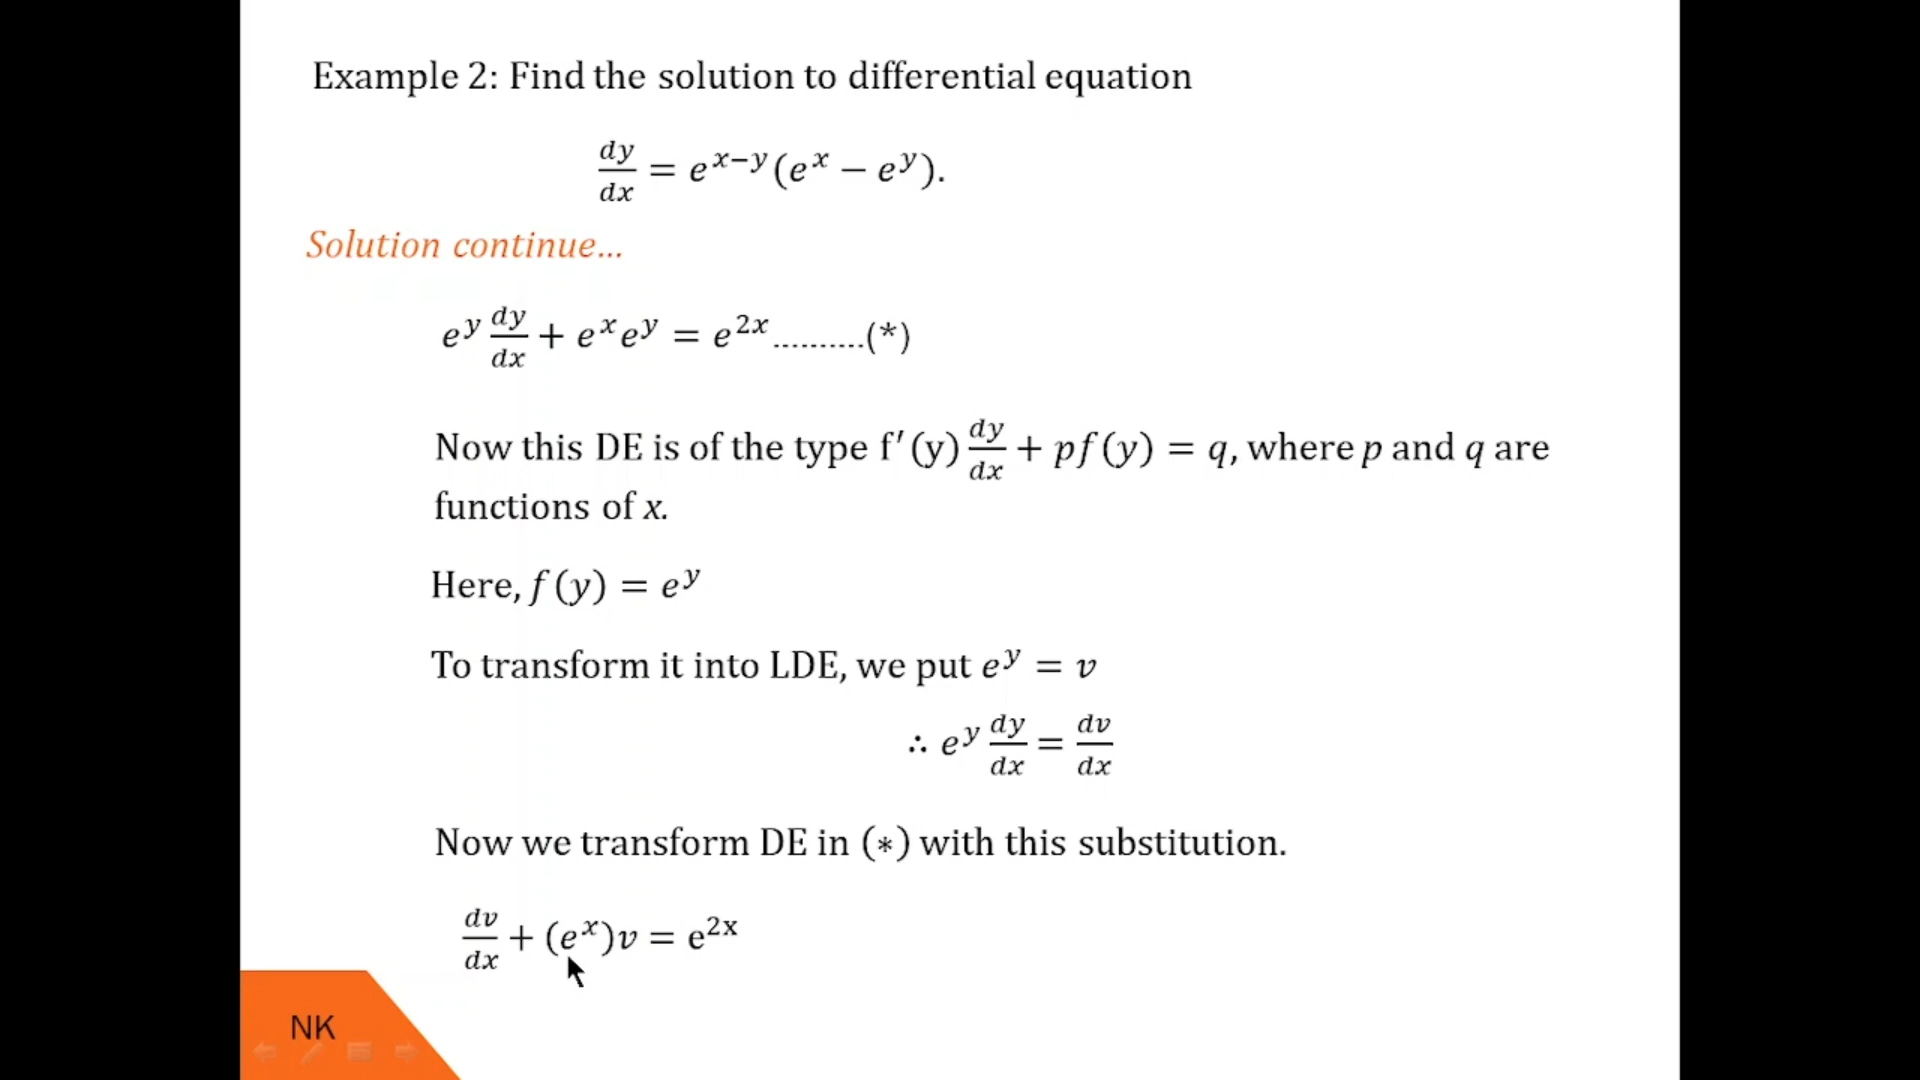 Example 2: Find the solution to differential equation
dy/dx = e^{x−y}(e^x − e^y).
Solution continue...
e^y dy/dx + e^x e^y = e^{2x}..........(*)
Now this DE is of the type f′(y) dy/dx + pf(y) = q, where p and q are
functions of x.
Here, f(y) = e^y
To transform it into LDE, we put e^y = v
∴ e^y dy/dx = dv/dx
Now we transform DE in (∗) with this substitution.
dv/dx + (e^x)v = e^{2x}
NK